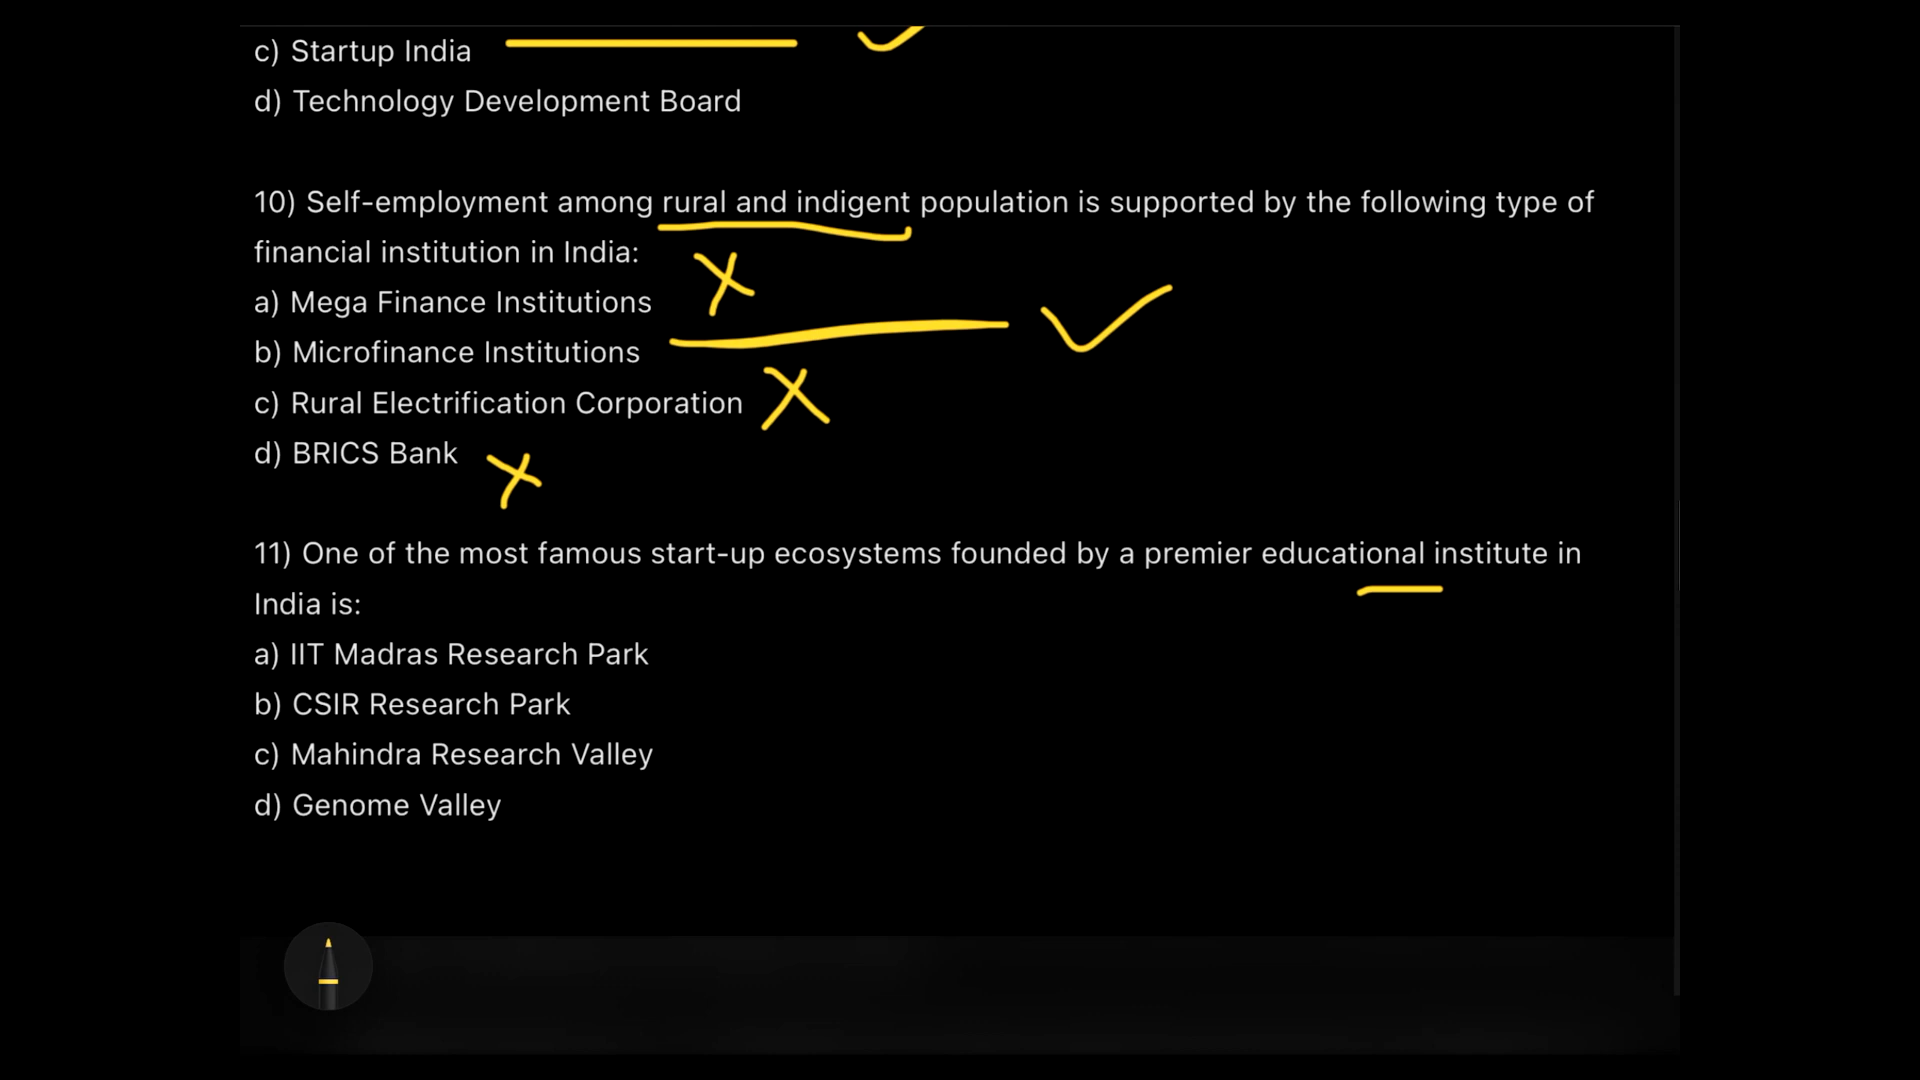 c) Startup India
d) Technology Development Board
10) Self-employment among rural and indigent population is supported by the following type of
financial institution in India:
a) Mega Finance Institutions
b) Microfinance Institutions
c) Rural Electrification Corporation
d) BRICS Bank
11) One of the most famous start-up ecosystems founded by a premier educational institute in
India is:
a) IIT Madras Research Park
b) CSIR Research Park
c) Mahindra Research Valley
d) Genome Valley